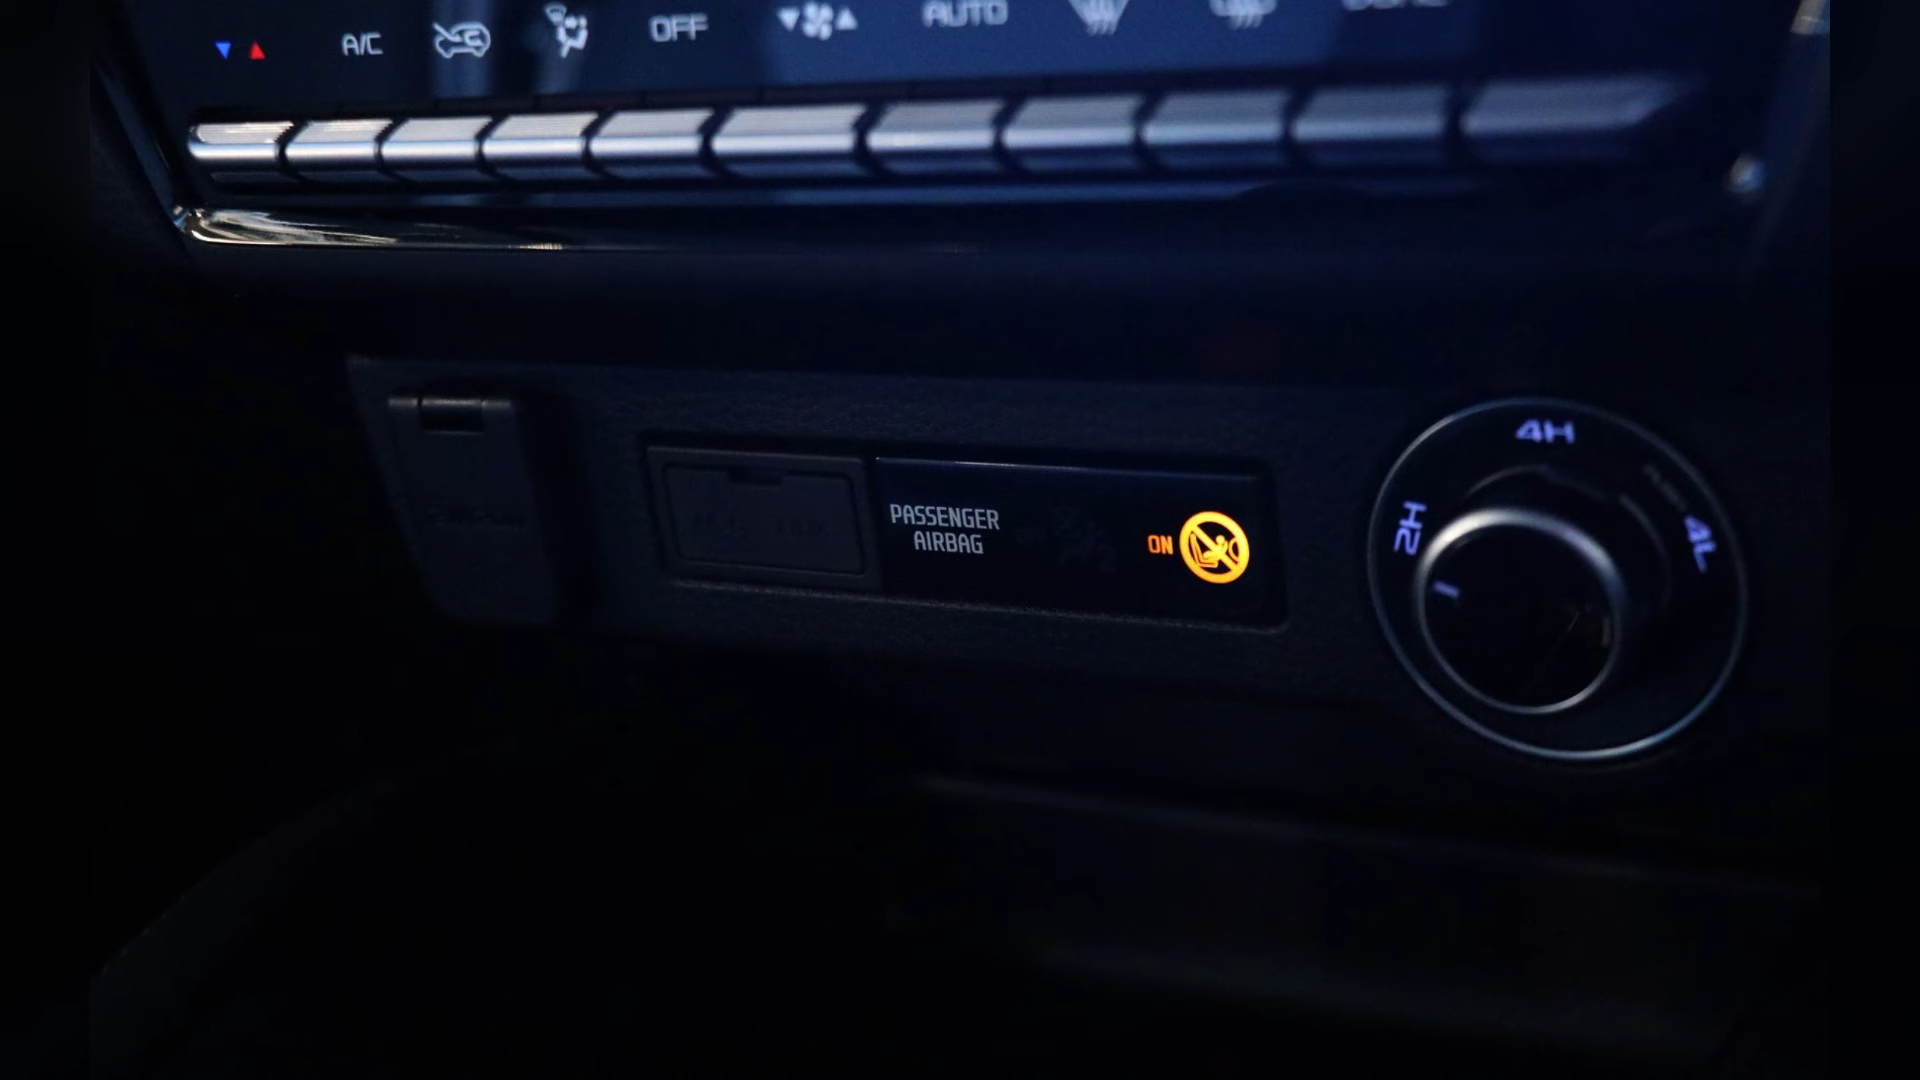 A/C
OFF
AUTO
PASSENGER
AIRBAG
ON
4H
2H
4L